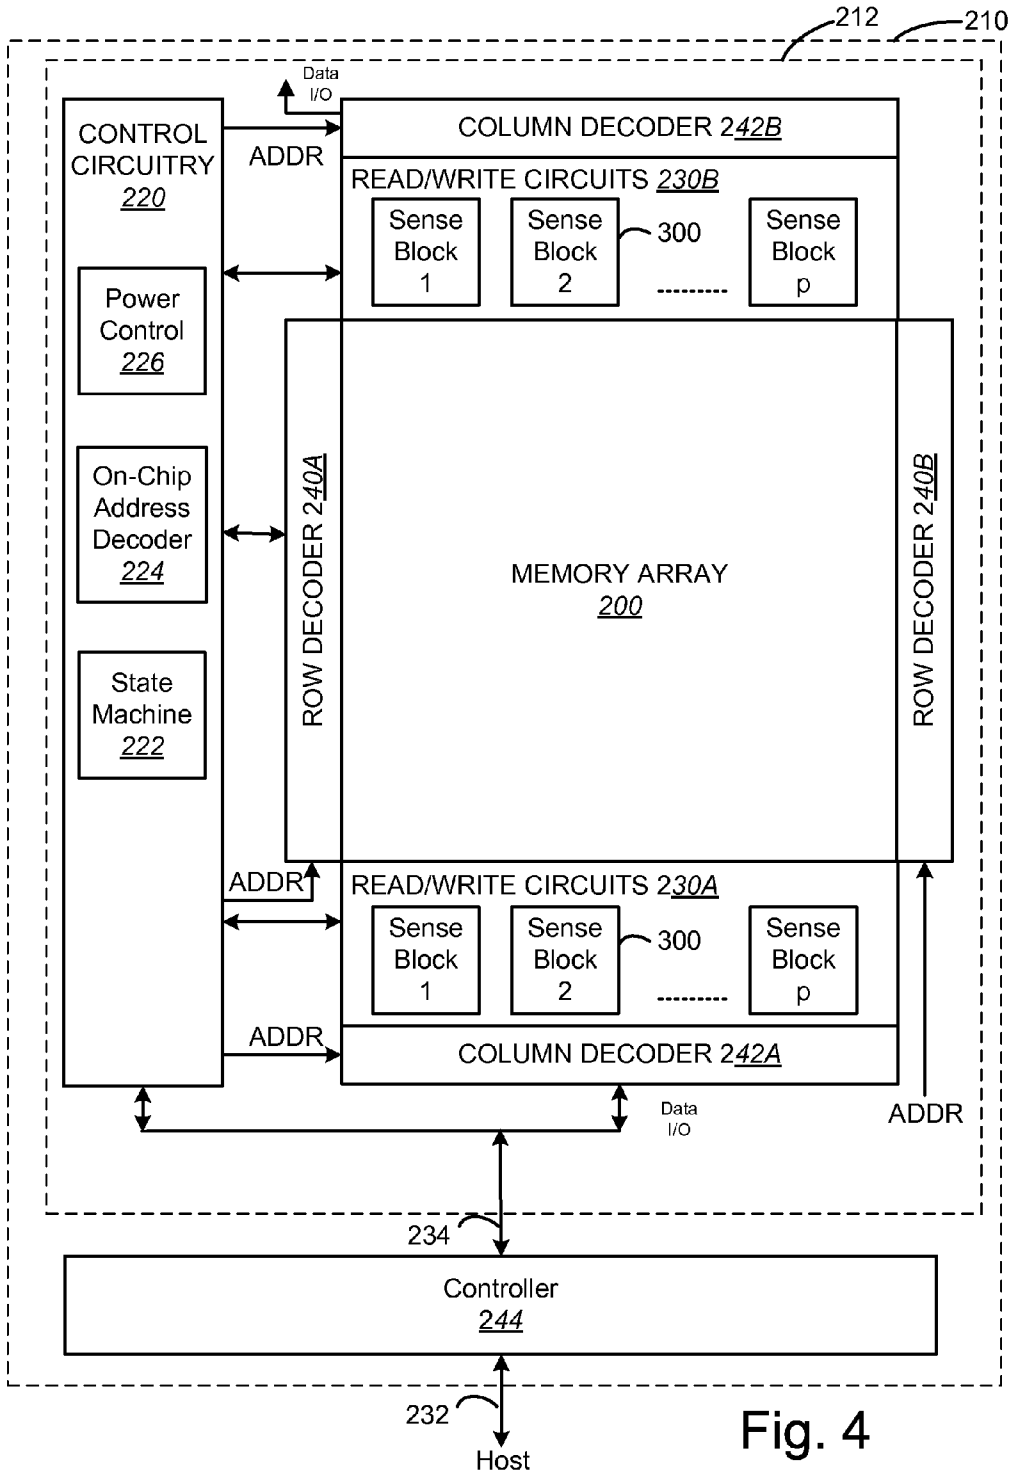 212
210
Data
I/O
CONTROL
CIRCUITRY
220
ADDR
COLUMN DECODER 242B
READ/WRITE CIRCUITS 230B
Sense
Block
1
Sense
Block
2
300
.........
Sense
Block
p
Power
Control
226
On-Chip
Address
Decoder
224
State
Machine
222
ROW DECODER 240A
MEMORY ARRAY
200
ROW DECODER 240B
ADDR
READ/WRITE CIRCUITS 230A
Sense
Block
1
Sense
Block
2
300
.........
Sense
Block
p
ADDR
COLUMN DECODER 242A
Data
I/O
ADDR
234
Controller
244
232
Host
Fig. 4